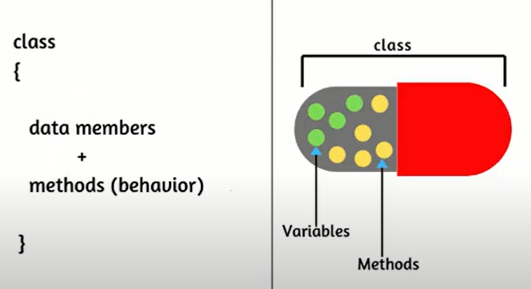 class
{
data members
+
methods (behavior)
}
class
Variables
Methods